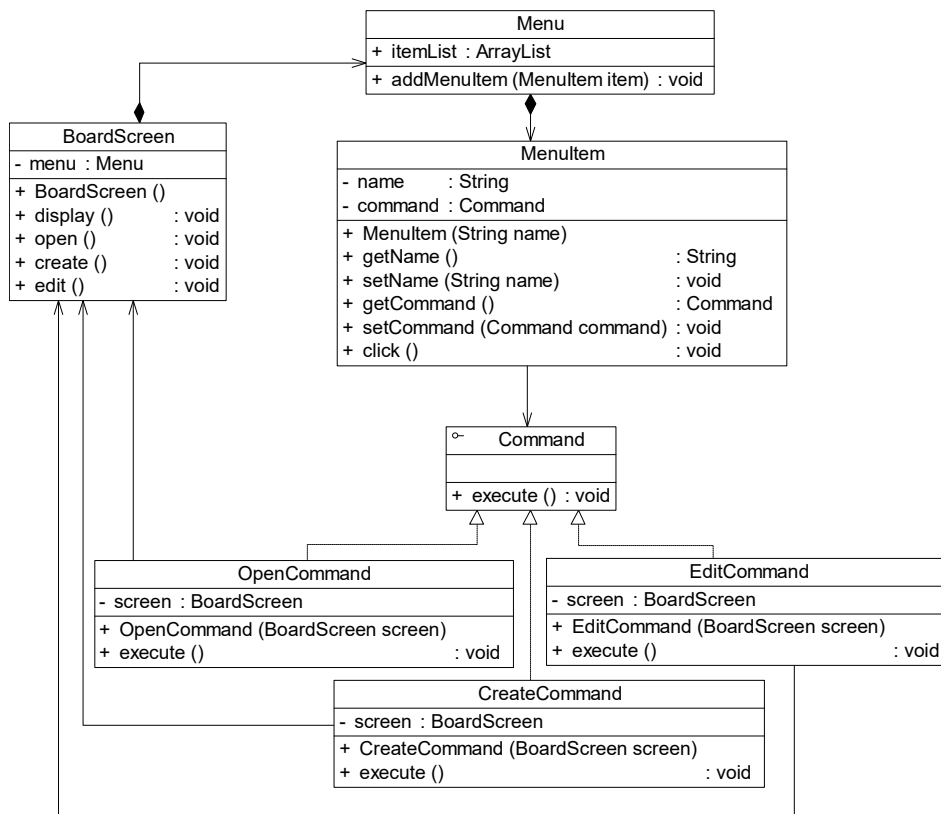 Menu
+ itemList : ArrayList
+ addMenuItem (MenuItem item) : void
BoardScreen
- menu : Menu
+ BoardScreen ()
+ display () : void
+ open () : void
+ create () : void
+ edit () : void
MenuItem
- name : String
- command : Command
+ MenuItem (String name)
+ getName () : String
+ setName (String name) : void
+ getCommand () : Command
+ setCommand (Command command) : void
+ click () : void
Command
+ execute () : void
OpenCommand
- screen : BoardScreen
+ OpenCommand (BoardScreen screen)
+ execute () : void
EditCommand
- screen : BoardScreen
+ EditCommand (BoardScreen screen)
+ execute () : void
CreateCommand
- screen : BoardScreen
+ CreateCommand (BoardScreen screen)
+ execute () : void